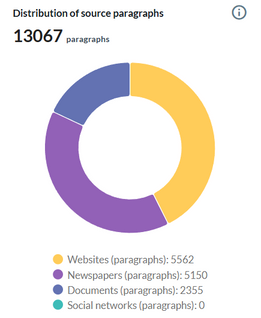 Distribution of source paragraphs
13067 paragraphs
Websites (paragraphs): 5562
Newspapers (paragraphs): 5150
Documents (paragraphs): 2355
Social networks (paragraphs): 0